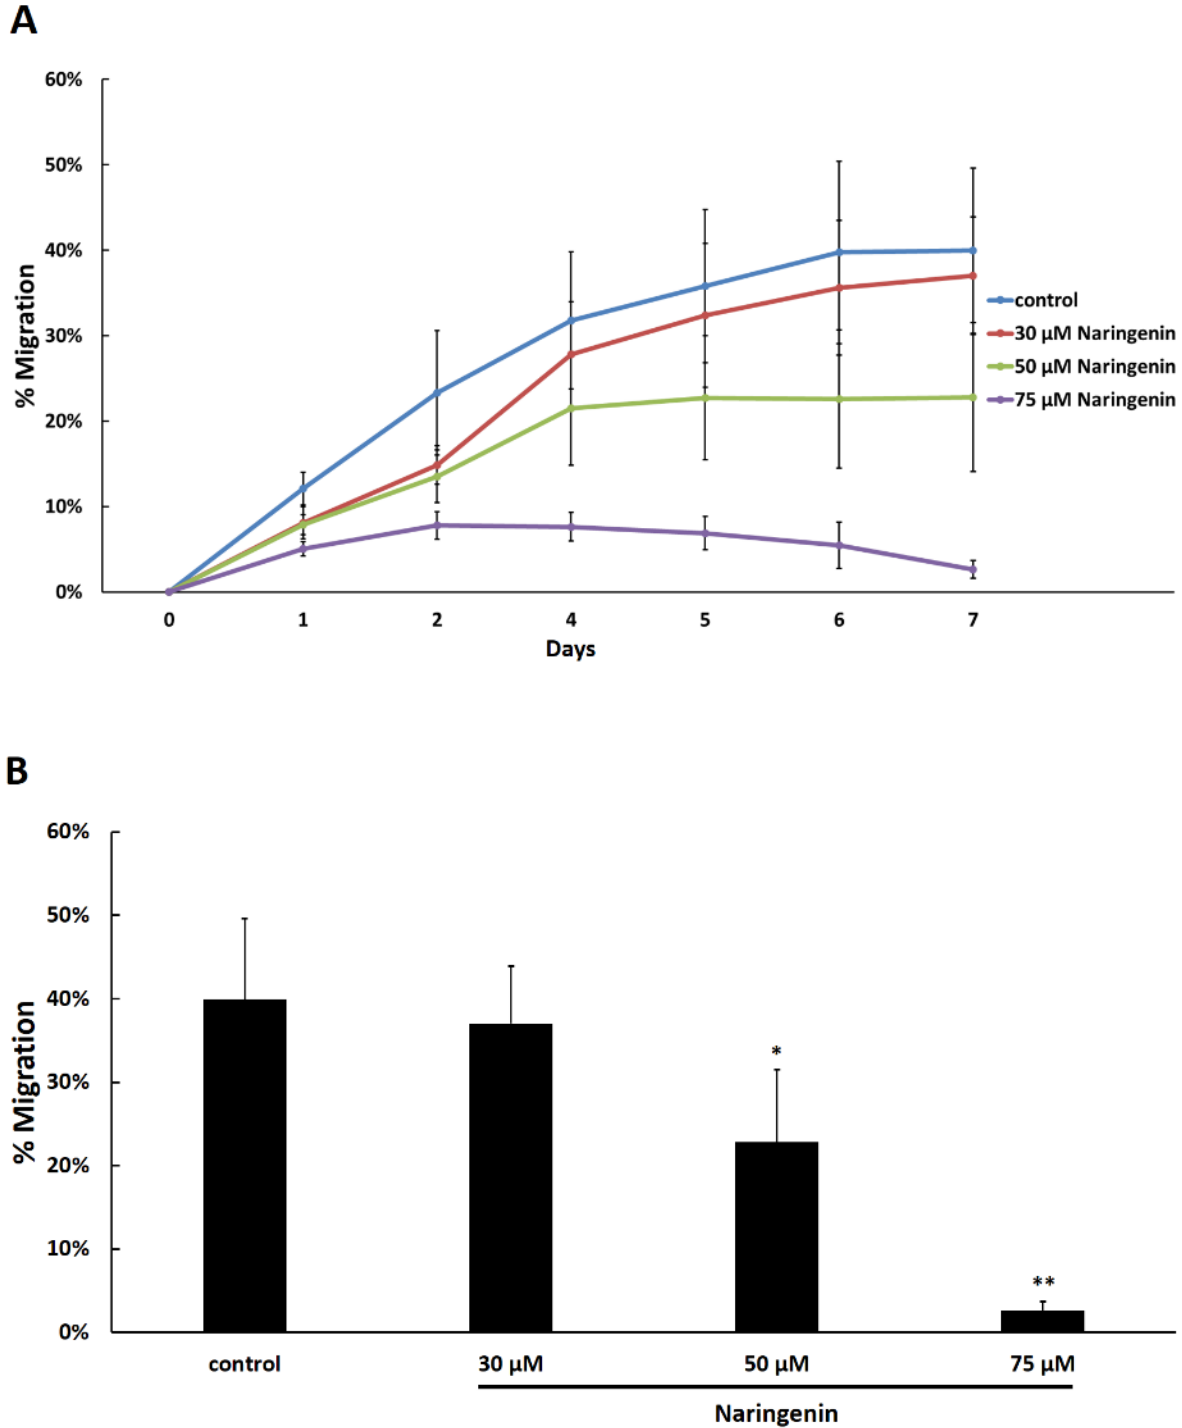 A
60%
50%
40%
30%
20%
10%
0%
% Migration
0 1 2 4 5 6 7
Days
control
30 μM Naringenin
50 μM Naringenin
75 μM Naringenin
B
60%
50%
40%
30%
20%
10%
0%
% Migration
*
**
control 30 μM 50 μM 75 μM
Naringenin